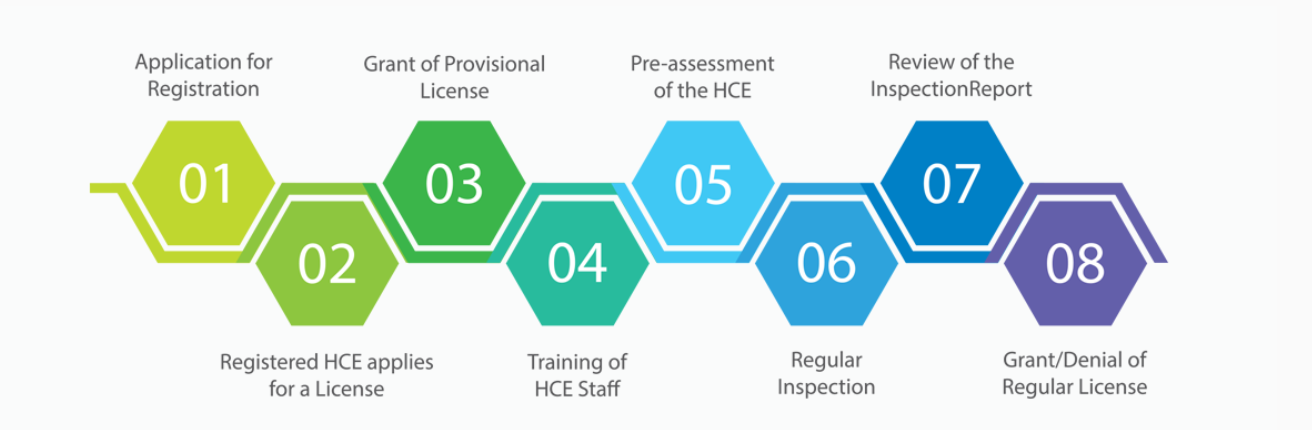 Application for
Registration
01
Registered HCE applies
for a License
02
Grant of Provisional
License
03
Training of
HCE Staff
04
Pre-assessment
of the HCE
05
Regular
Inspection
06
Review of the
InspectionReport
07
Grant/Denial of
Regular License
08